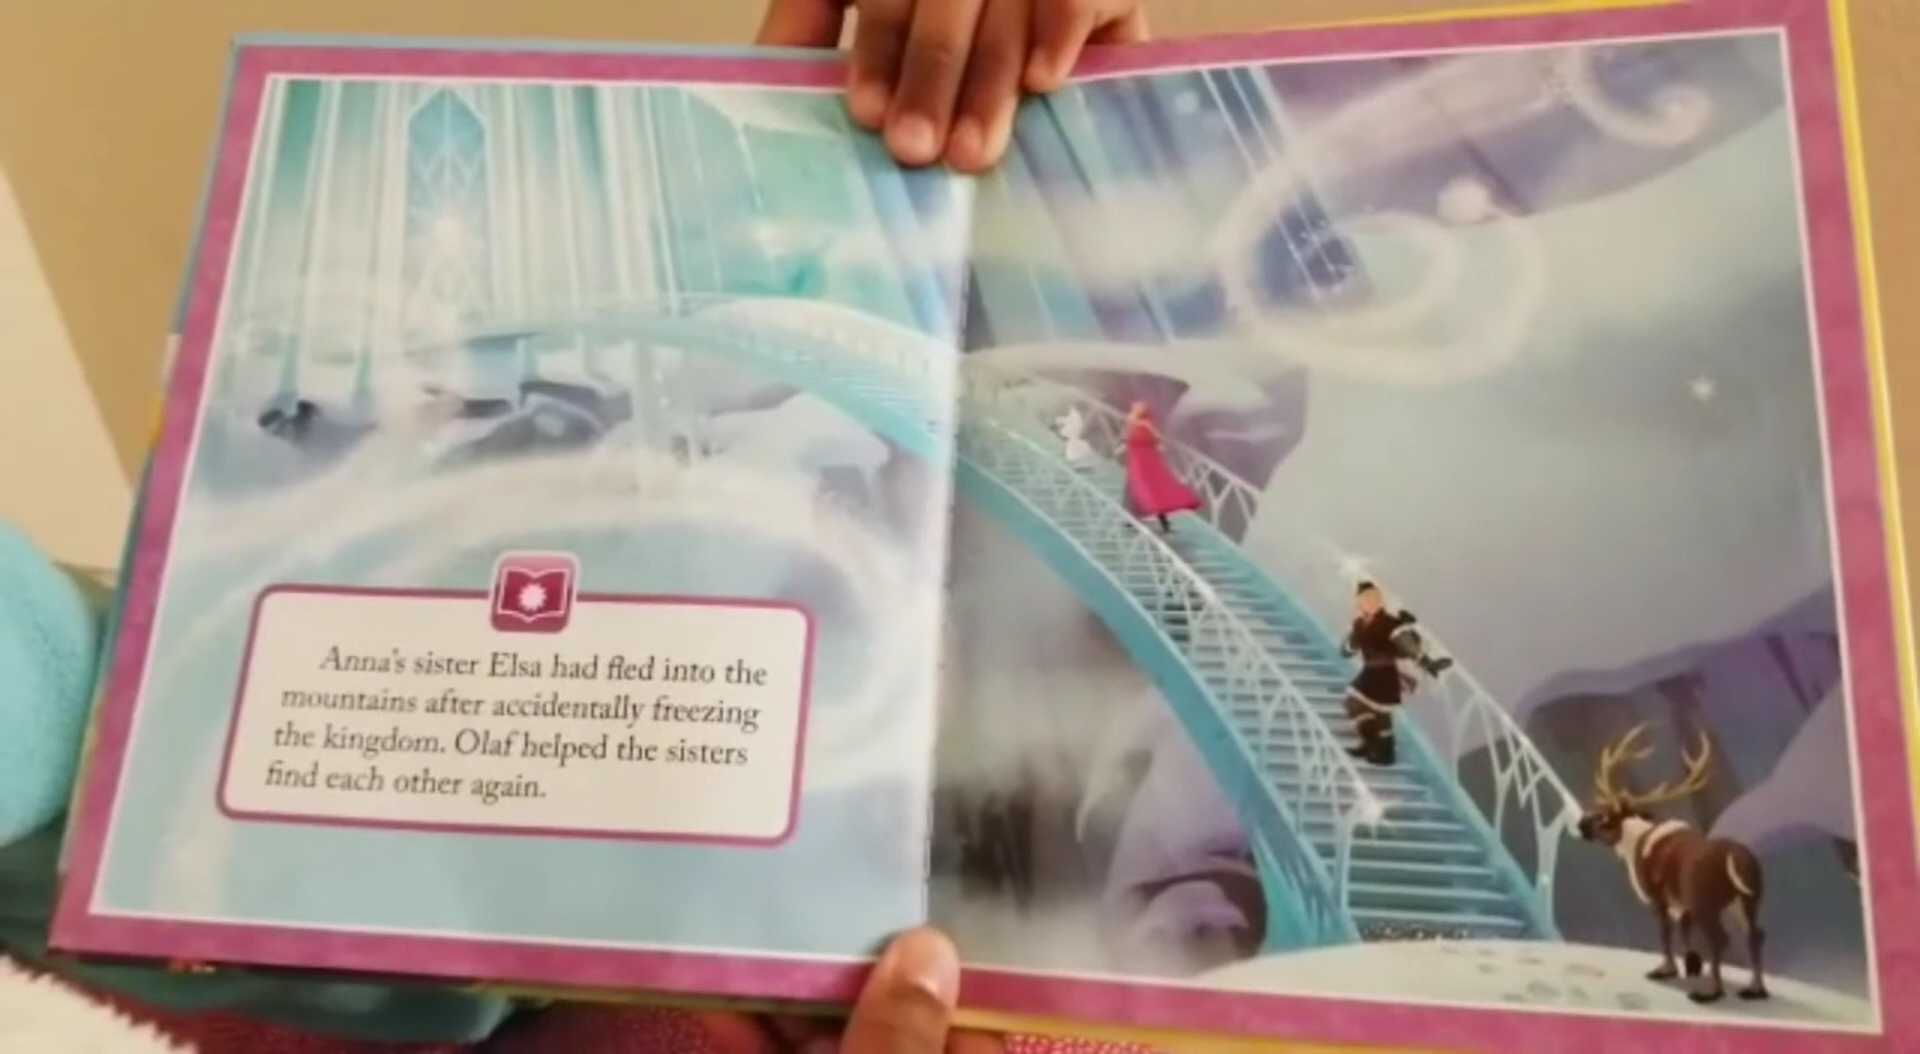 Anna's sister Elsa had fled into the
mountains after accidentally freezing
the kingdom. Olaf helped the sisters
find each other again.